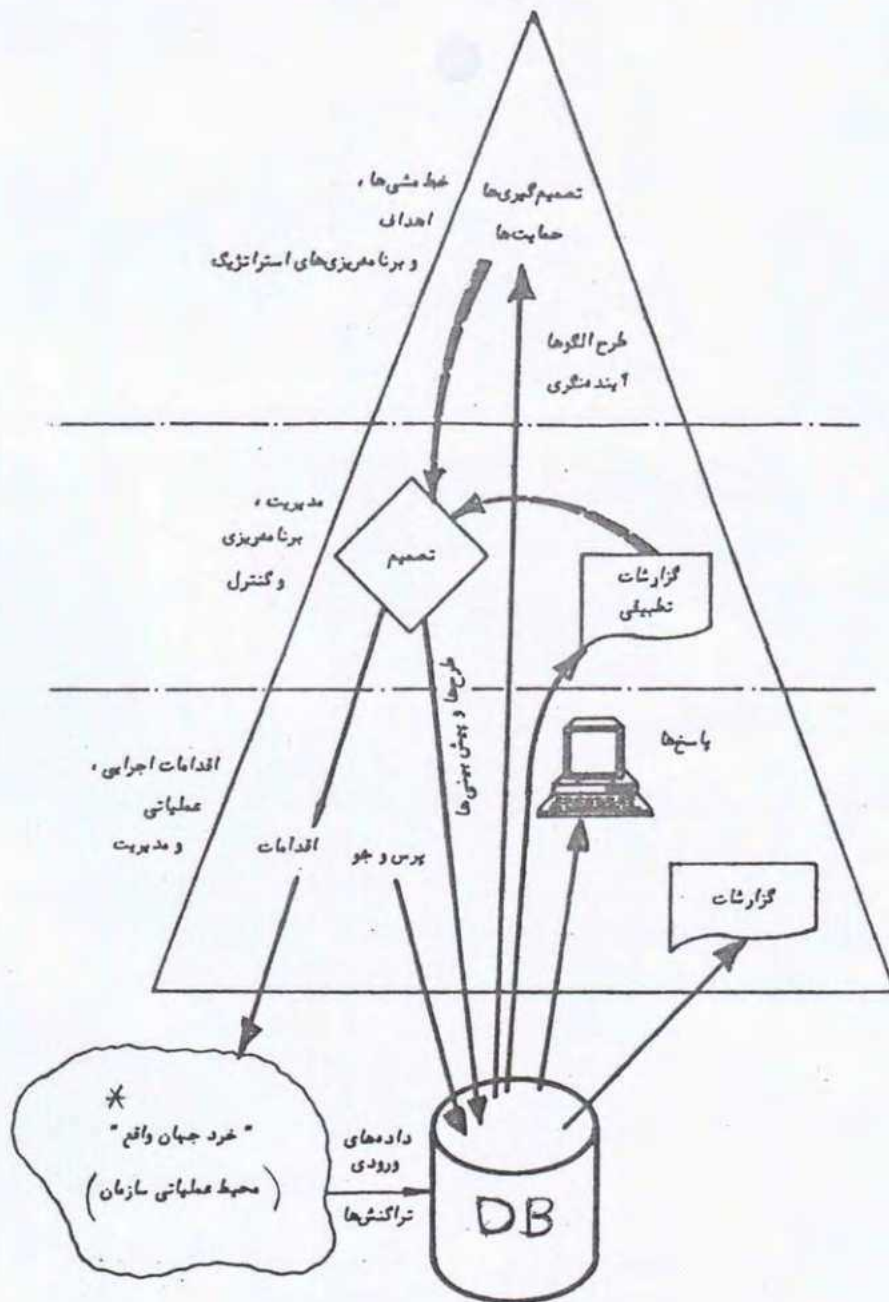 خط مشی‌ها ،
اهداف
و برنامه‌ریزی‌های استراتژیک
تصمیم‌گیری‌ها
حمایت‌ها
طرح الگوها
آینده‌نگری
مدیریت ،
برنامه‌ریزی
و کنترل
تصمیم
گزارشات
تطبیقی
طرح‌ها و پیش بینی‌ها
پاسخ‌ها
اقدامات اجرایی ،
عملیاتی
و مدیریت
اقدامات
پرس و جو
گزارشات
*
" خرد جهان واقع "
(محیط عملیاتی سازمان)
داده‌های
ورودی
تراکنش‌ها
DB